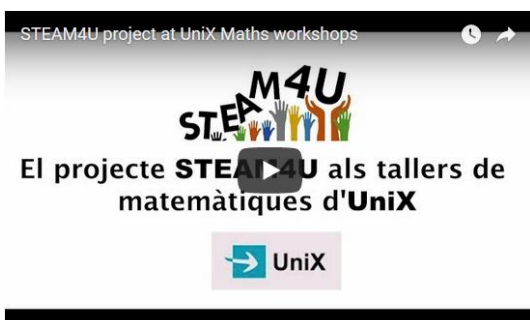 STEAM4U project at UniX Maths workshops
STEAM4U
El projecte STEAM4U als tallers de
matemàtiques d'UniX
UniX